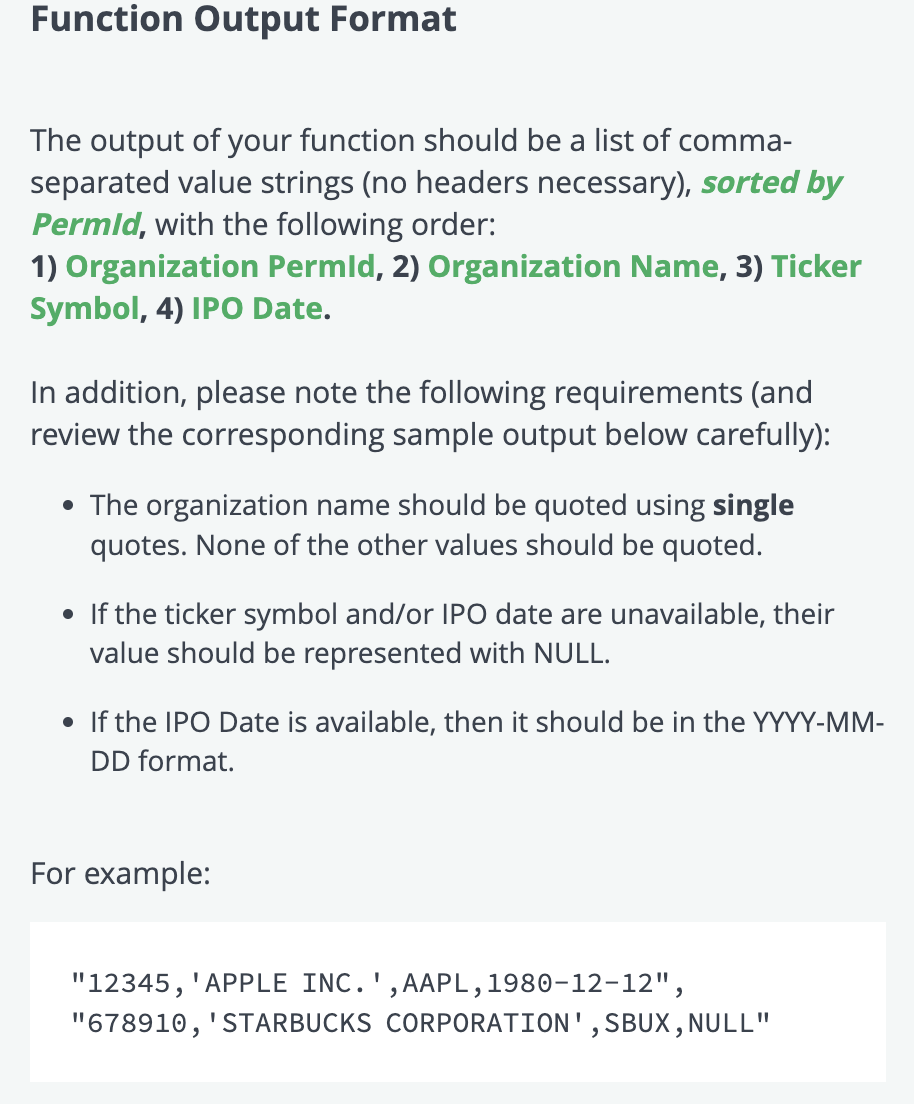 Function Output Format
The output of your function should be a list of comma-
separated value strings (no headers necessary), sorted by
PermId, with the following order:
1) Organization PermId, 2) Organization Name, 3) Ticker
Symbol, 4) IPO Date.
In addition, please note the following requirements (and
review the corresponding sample output below carefully):
• The organization name should be quoted using single
quotes. None of the other values should be quoted.
• If the ticker symbol and/or IPO date are unavailable, their
value should be represented with NULL.
• If the IPO Date is available, then it should be in the YYYY-MM-
DD format.
For example:
"12345,'APPLE INC.',AAPL,1980-12-12",
"678910,'STARBUCKS CORPORATION',SBUX,NULL"